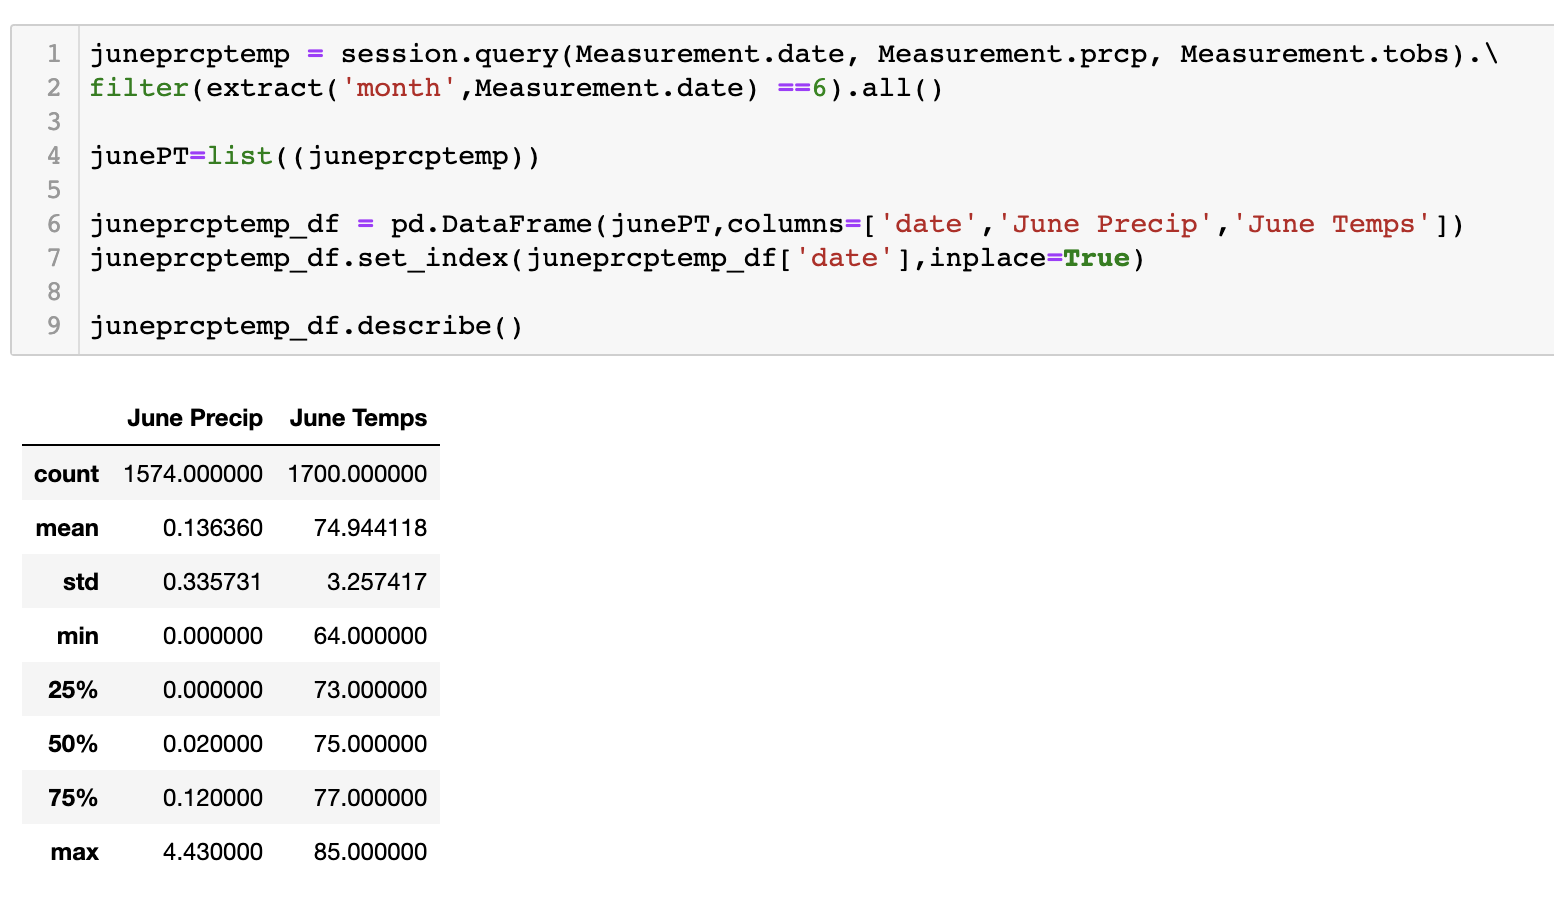 1 juneprcptemp = session.query(Measurement.date, Measurement.prcp, Measurement.tobs).\
2 filter(extract('month',Measurement.date) ==6).all()
3
4 junePT=list((juneprcptemp))
5
6 juneprcptemp_df = pd.DataFrame(junePT,columns=['date','June Precip','June Temps'])
7 juneprcptemp_df.set_index(juneprcptemp_df['date'],inplace=True)
8
9 juneprcptemp_df.describe()
June Precip June Temps
count 1574.000000 1700.000000
mean 0.136360 74.944118
std 0.335731 3.257417
min 0.000000 64.000000
25% 0.000000 73.000000
50% 0.020000 75.000000
75% 0.120000 77.000000
max 4.430000 85.000000